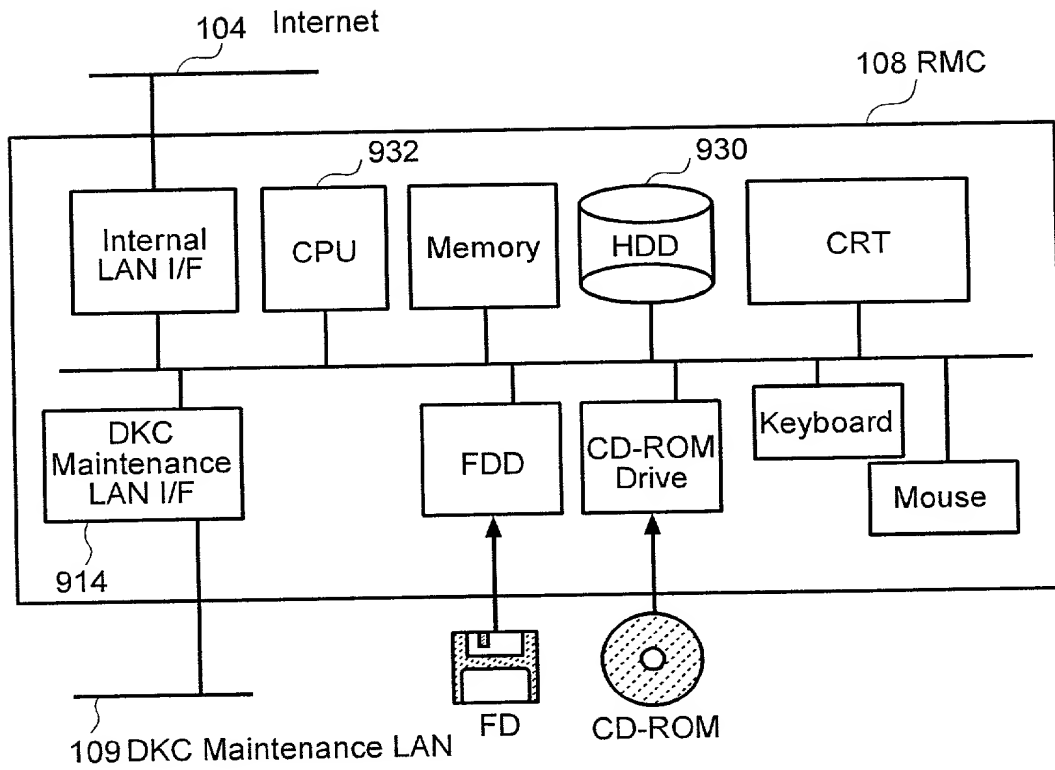 104 Internet
108 RMC
932
930
Internal
LAN I/F
CPU
Memory
HDD
CRT
DKC
Maintenance
LAN I/F
FDD
CD-ROM
Drive
Keyboard
Mouse
914
FD
CD-ROM
109 DKC Maintenance LAN